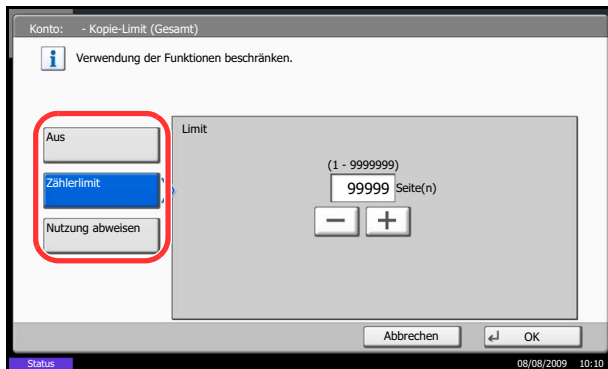 Konto: - Kopie-Limit (Gesamt)
Verwendung der Funktionen beschränken.
Aus
Zählerlimit
Nutzung abweisen
Limit
(1 - 9999999)
99999 Seite(n)
Abbrechen
OK
Status
08/08/2009 10:10